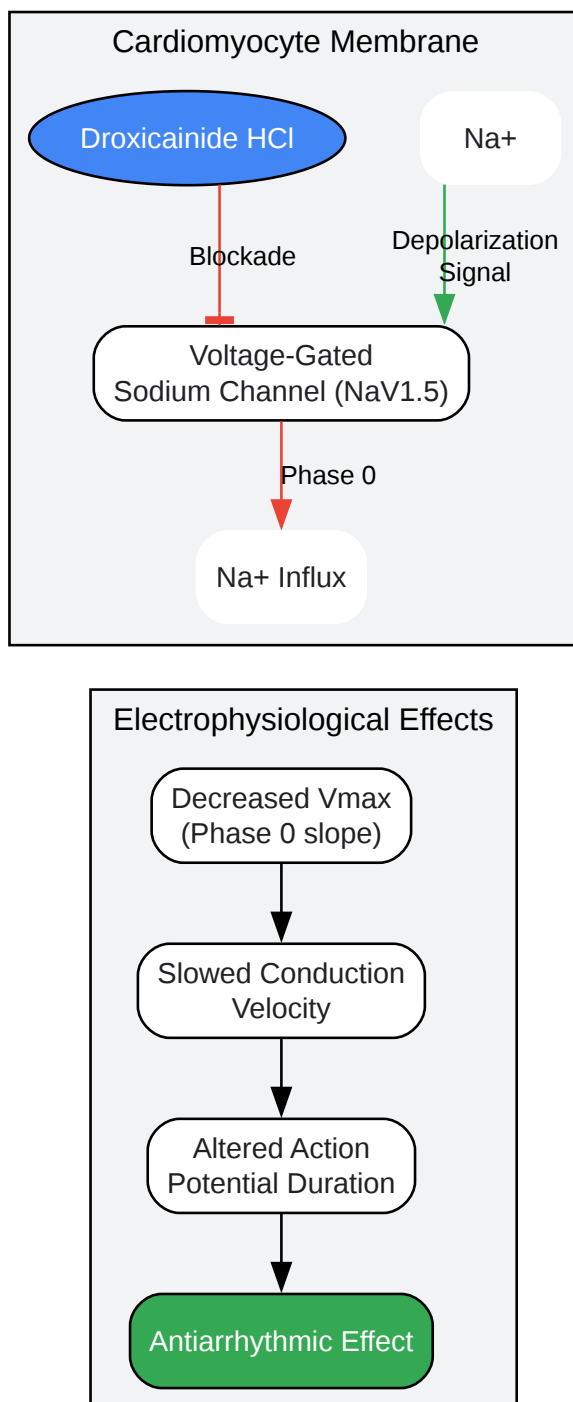 Cardiomyocyte Membrane
Droxicainide HCl
Na+
Blockade
Depolarization
Signal
Voltage-Gated
Sodium Channel (NaV1.5)
Phase 0
Na+ Influx
Electrophysiological Effects
Decreased Vmax
(Phase 0 slope)
Slowed Conduction
Velocity
Altered Action
Potential Duration
Antiarrhythmic Effect